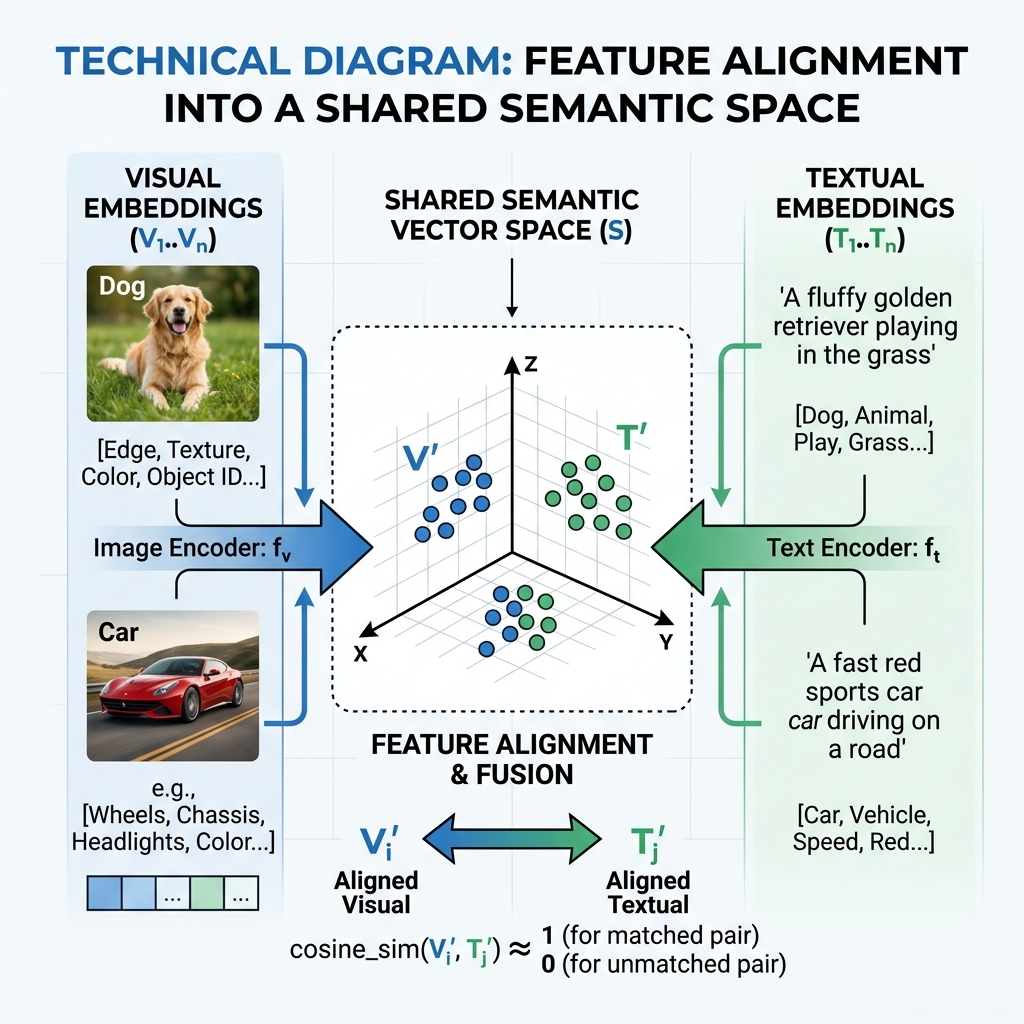 TECHNICAL DIAGRAM: FEATURE ALIGNMENT
INTO A SHARED SEMANTIC SPACE
VISUAL
EMBEDDINGS
(V₁..Vₙ)
Dog
[Edge, Texture,
Color, Object ID...]
Image Encoder: fᵥ
Car
e.g.,
[Wheels, Chassis,
Headlights, Color...]
... ...
SHARED SEMANTIC
VECTOR SPACE (S)
Z
V′
T′
X
Y
FEATURE ALIGNMENT
& FUSION
Vᵢ′
Tⱼ′
Aligned
Visual
Aligned
Textual
cosine_sim(Vᵢ′, Tⱼ′) ≈
1 (for matched pair)
0 (for unmatched pair)
TEXTUAL
EMBEDDINGS
(T₁..Tₙ)
'A fluffy golden
retriever playing
in the grass'
[Dog, Animal,
Play, Grass...]
Text Encoder: fₜ
'A fast red
sports car
car driving on
a road'
[Car, Vehicle,
Speed, Red...]